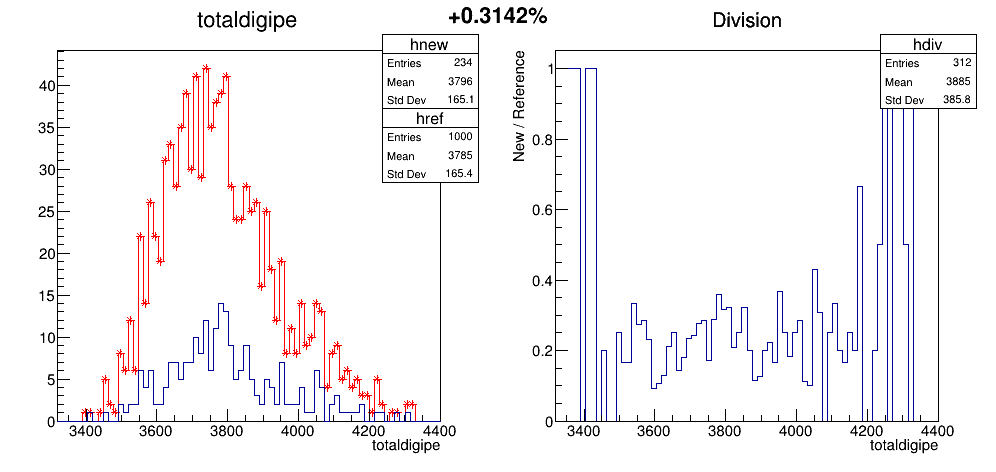 +0.3142%
totaldigipe
hnew
Entries 234
Mean 3796
Std Dev 165.1
href
Entries 1000
Mean 3785
Std Dev 165.4
40
35
30
25
20
15
10
5
0
3400 3600 3800 4000 4200 4400
totaldigipe
Division
hdiv
Entries 312
Mean 3885
Std Dev 385.8
New / Reference
1
0.8
0.6
0.4
0.2
0
3400 3600 3800 4000 4200 4400
totaldigipe